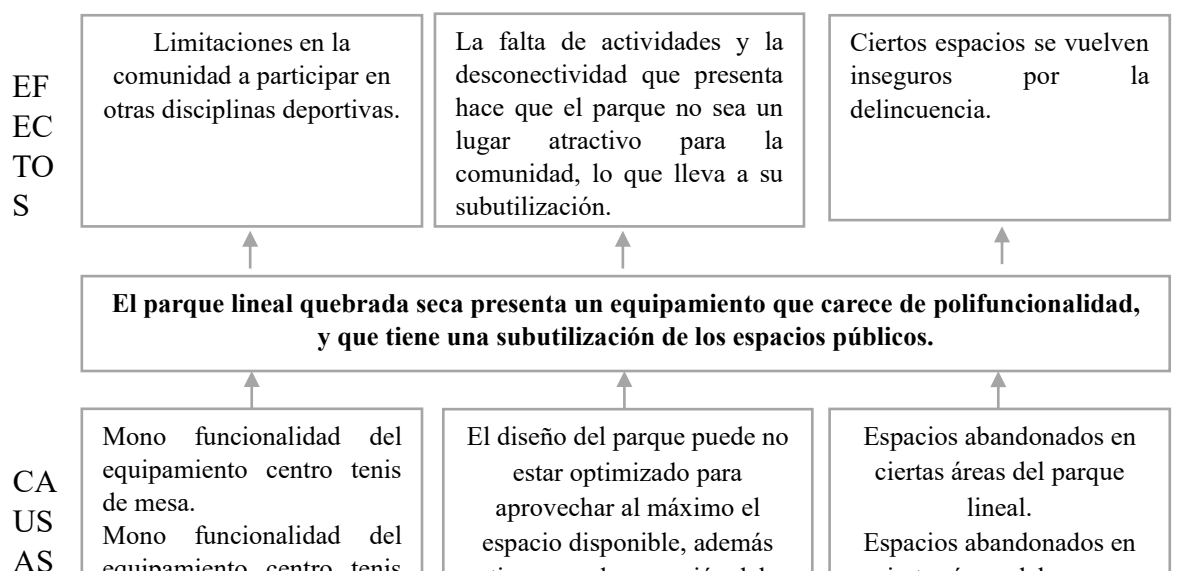 EF
EC
TO
S
Limitaciones en la
comunidad a participar en
otras disciplinas deportivas.
La falta de actividades y la
desconectividad que presenta
hace que el parque no sea un
lugar atractivo para la
comunidad, lo que lleva a su
subutilización.
Ciertos espacios se vuelven
inseguros por la
delincuencia.
El parque lineal quebrada seca presenta un equipamiento que carece de polifuncionalidad,
y que tiene una subutilización de los espacios públicos.
CA
US
AS
Mono funcionalidad del
equipamiento centro tenis
de mesa.
Mono funcionalidad del
equipamiento centro tenis
El diseño del parque puede no
estar optimizado para
aprovechar al máximo el
espacio disponible, además
Espacios abandonados en
ciertas áreas del parque
lineal.
Espacios abandonados en